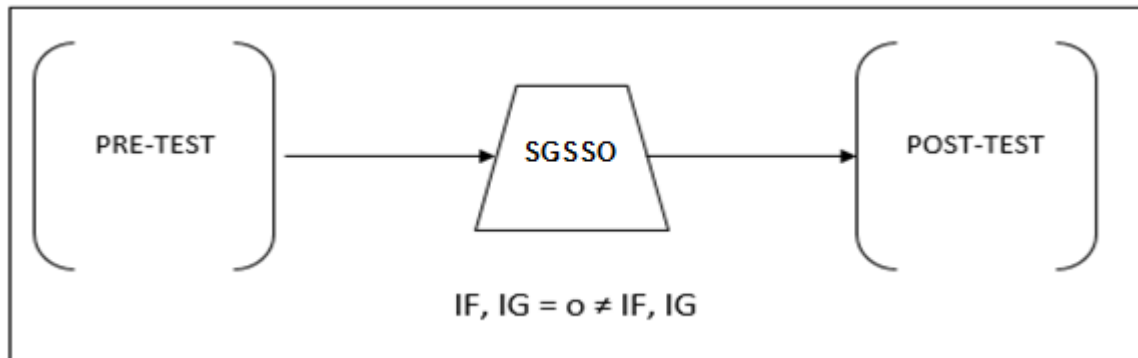 PRE-TEST
SGSSO
POST-TEST
IF, IG = o ≠ IF, IG